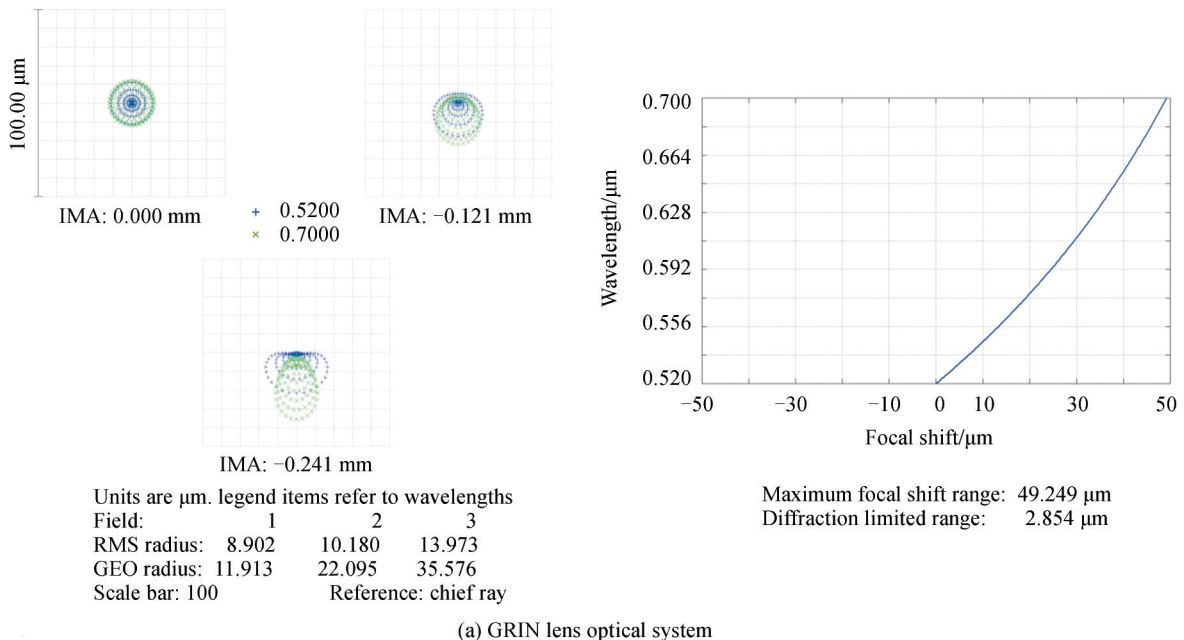 100.00 μm
IMA: 0.000 mm
IMA: −0.121 mm
+ 0.5200
× 0.7000
IMA: −0.241 mm
Units are μm. legend items refer to wavelengths
Field: 1 2 3
RMS radius: 8.902 10.180 13.973
GEO radius: 11.913 22.095 35.576
Scale bar: 100 Reference: chief ray
Wavelength/μm
0.700
0.664
0.628
0.592
0.556
0.520
−50 −30 −10 0 10 30 50
Focal shift/μm
Maximum focal shift range: 49.249 μm
Diffraction limited range: 2.854 μm
(a) GRIN lens optical system